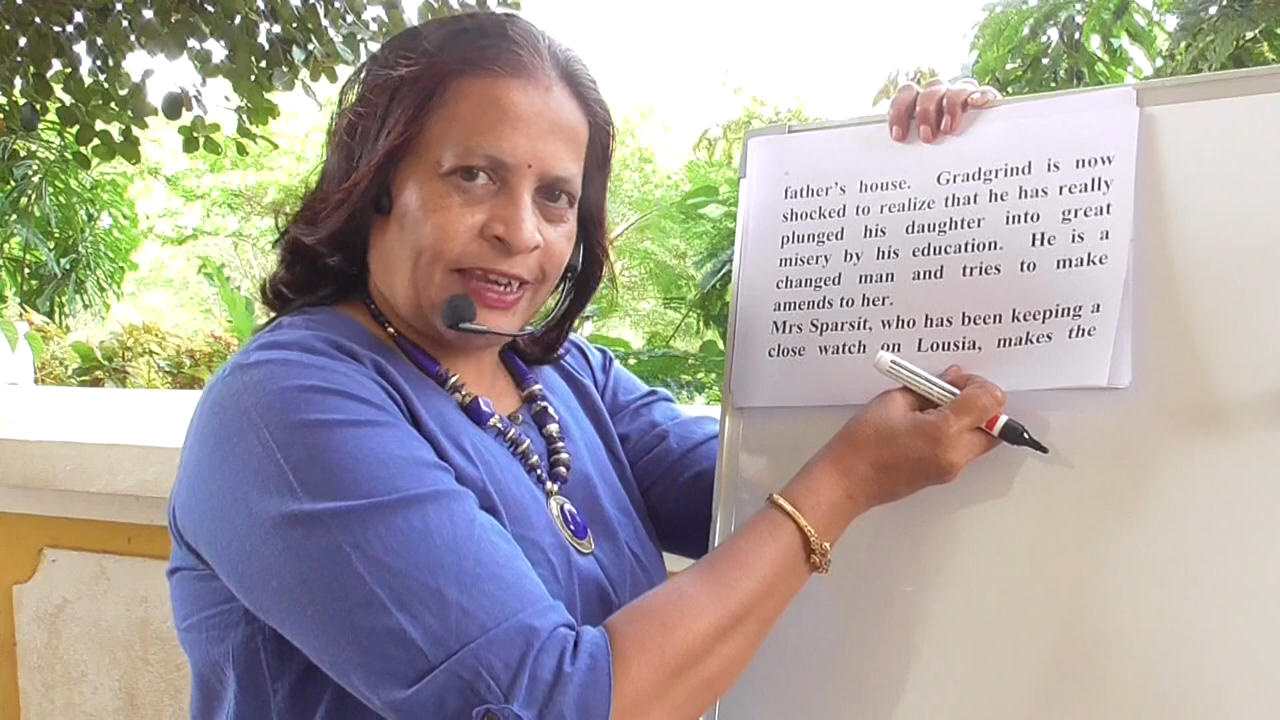 father's house. Gradgrind is now
shocked to realize that he has really
plunged his daughter into great
misery by his education. He is a
changed man and tries to make
amends to her.
Mrs Sparsit, who has been keeping a
close watch on Lousia, makes the